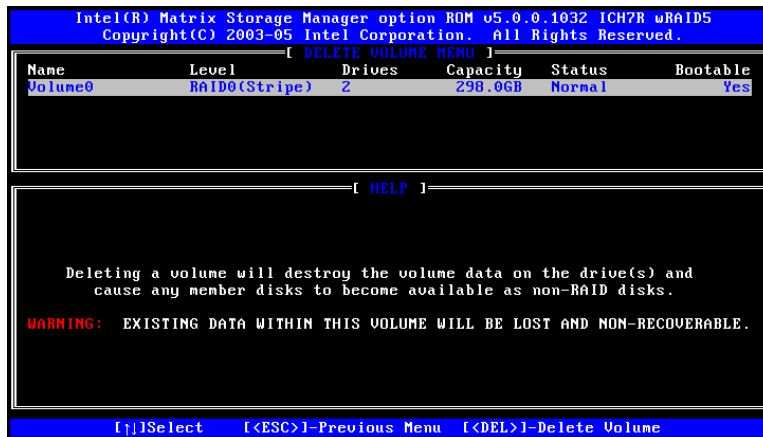 Intel(R) Matrix Storage Manager option ROM v5.0.0.1032 ICH7R wRAID5
Copyright(C) 2003-05 Intel Corporation.  All Rights Reserved.
[ DELETE VOLUME MENU ]
Name Level Drives Capacity Status Bootable
Volume0 RAID0(Stripe) 2 298.0GB Normal Yes
[ HELP ]
Deleting a volume will destroy the volume data on the drive(s) and
cause any member disks to become available as non-RAID disks.
WARNING: EXISTING DATA WITHIN THIS VOLUME WILL BE LOST AND NON-RECOVERABLE.
[↑↓]Select [<ESC>]-Previous Menu [<DEL>]-Delete Volume